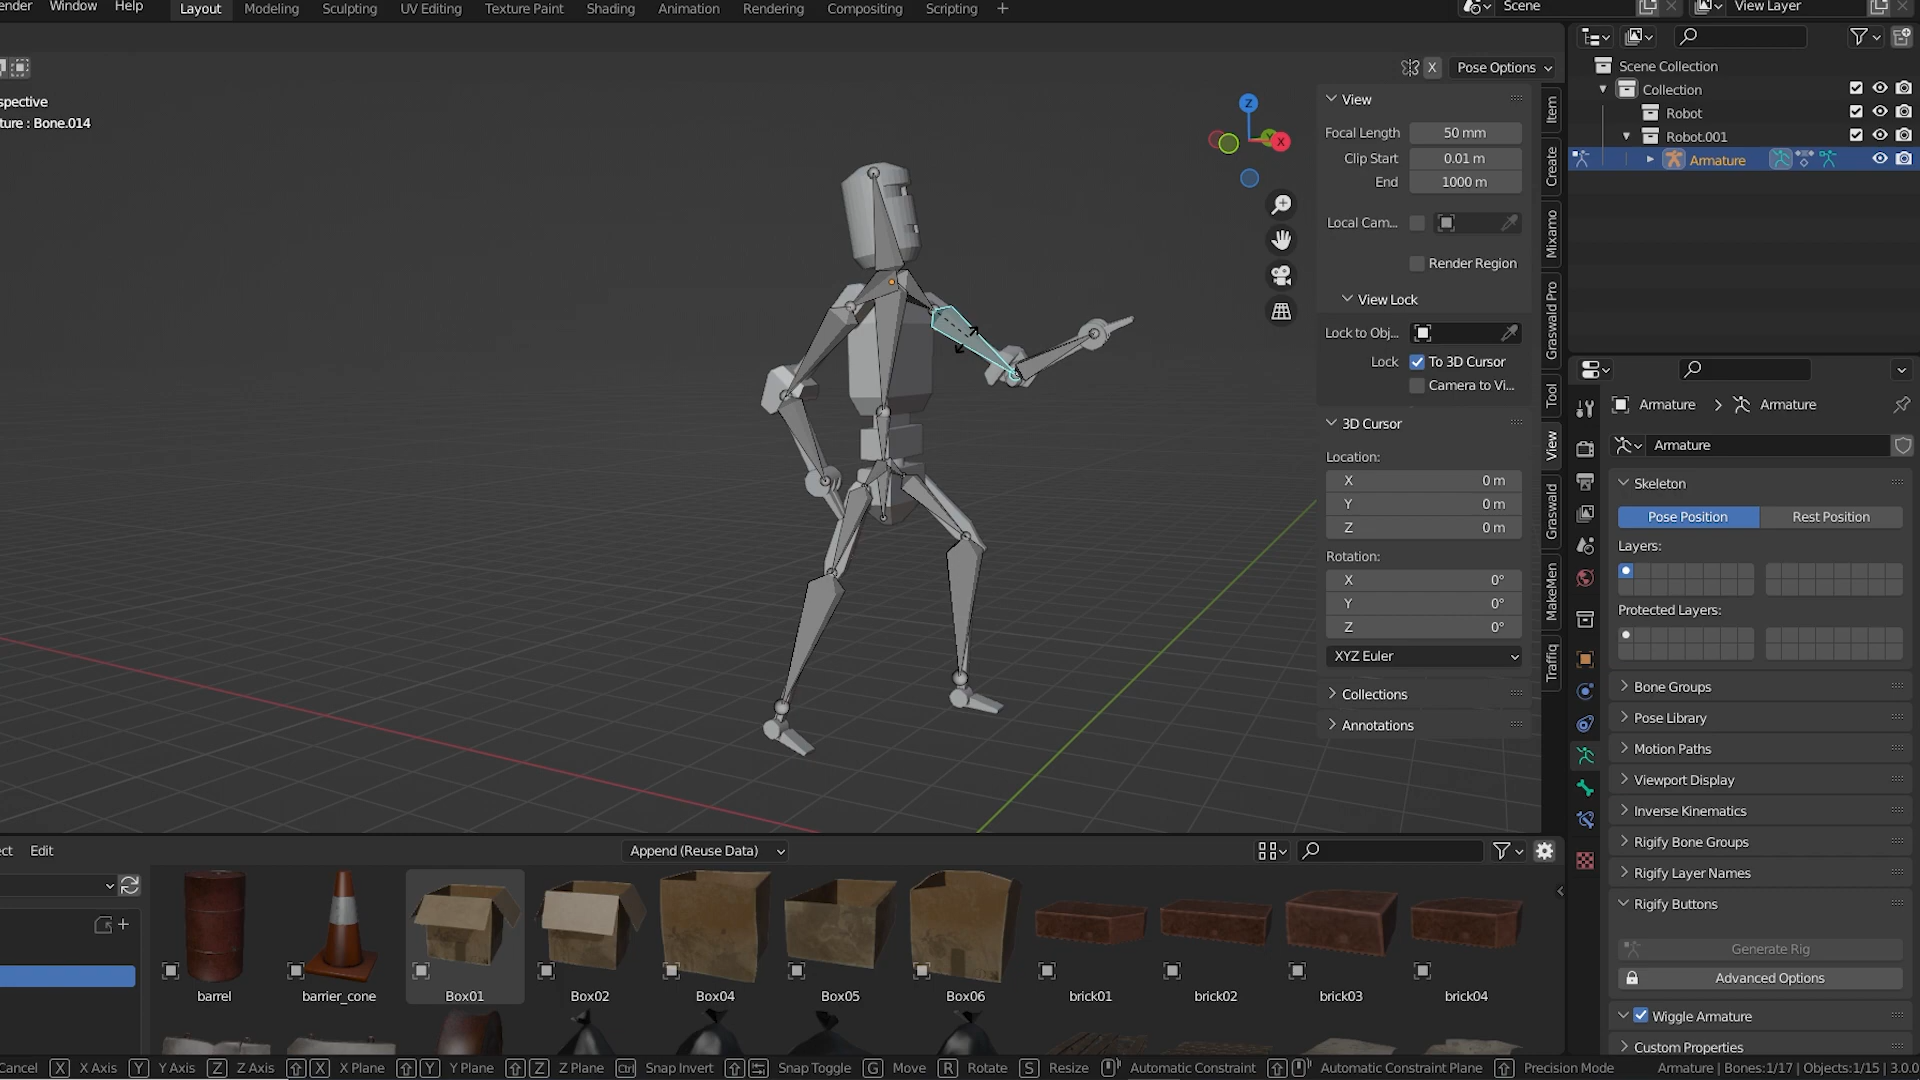 ender Window Help Layout Modeling Sculpting UV Editing Texture Paint Shading Animation Rendering Compositing Scripting + Scene View Layer
X Pose Options
spective
ture : Bone.014
Z
Y
X
View
Focal Length 50 mm
Clip Start 0.01 m
End 1000 m
Local Cam...
Render Region
View Lock
Lock to Obj...
Lock To 3D Cursor
Camera to Vi...
3D Cursor
Location:
X 0 m
Y 0 m
Z 0 m
Rotation:
X 0°
Y 0°
Z 0°
XYZ Euler
Collections
Annotations
Item
Create
Mixamo
Graswald Pro
Tool
View
Graswald
MakeMen
Traffiq
Scene Collection
Collection
Robot
Robot.001
Armature
Armature > Armature
Armature
Skeleton
Pose Position Rest Position
Layers:
Protected Layers:
Bone Groups
Pose Library
Motion Paths
Viewport Display
Inverse Kinematics
Rigify Bone Groups
Rigify Layer Names
Rigify Buttons
Generate Rig
Advanced Options
Wiggle Armature
Custom Properties
ct Edit Append (Reuse Data)
barrel barrier_cone Box01 Box02 Box04 Box05 Box06 brick01 brick02 brick03 brick04
Cancel X X Axis Y Y Axis Z Z Axis X X Plane Y Y Plane Z Z Plane Ctrl Snap Invert Snap Toggle G Move R Rotate S Resize Automatic Constraint Automatic Constraint Plane Precision Mode Armature | Bones:1/17 | Objects:1/15 | 3.0.0